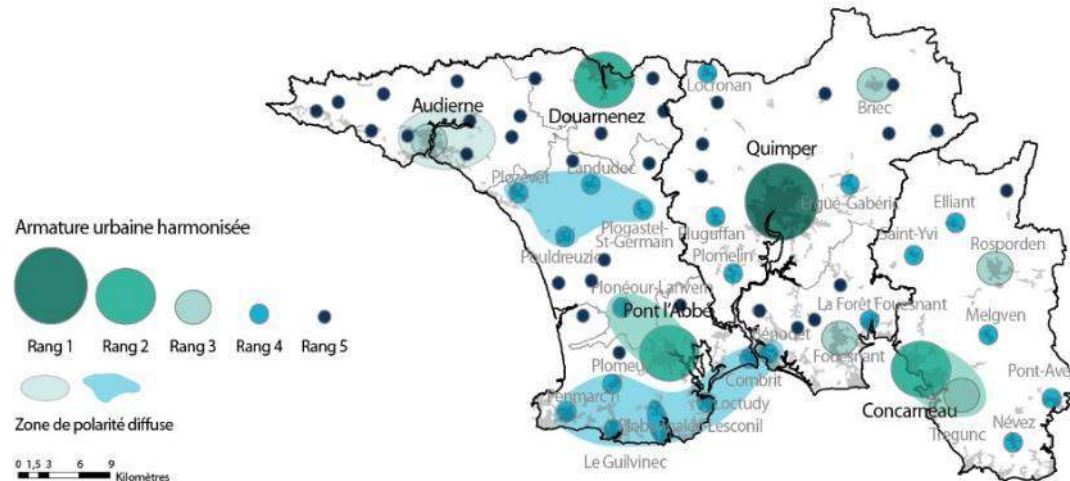 Locronan
Audierne
Briec
Douarnenez
Quimper
Landudec
Plozévet
Ergué-Gabéric
Elliant
Plogastel-
St-Germain
Pluguffan
Saint-Yvi
Rosporden
Pouldreuzic
Plomelin
Plonéour-Lanvern
La Forêt Fouesnant
Pont l'Abbé
Melgven
Bénodet
Fouesnant
Plomeur
Combrit
Pont-Ave
Penmarc'h
Loctudy
Concarneau
Lesconil
Névez
Trégunc
Le Guilvinec
Armature urbaine harmonisée
Rang 1
Rang 2
Rang 3
Rang 4
Rang 5
Zone de polarité diffuse
0 1,5 3 6 9
Kilomètres